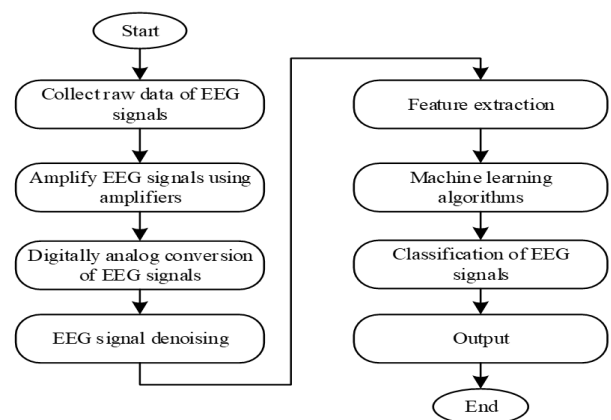 Start
Collect raw data of EEG
signals
Amplify EEG signals using
amplifiers
Digitally analog conversion
of EEG signals
EEG signal denoising
Feature extraction
Machine learning
algorithms
Classification of EEG
signals
Output
End